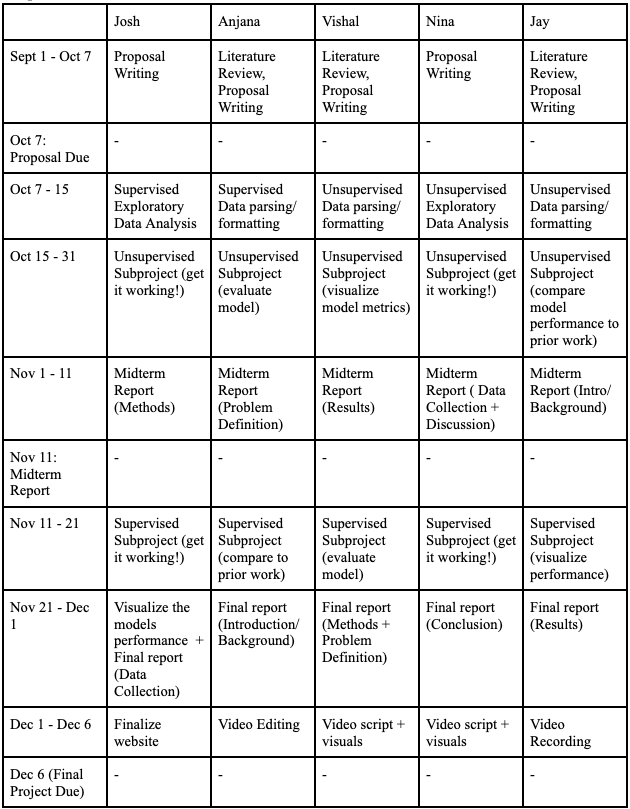 Josh Anjana Vishal Nina Jay
Sept 1 - Oct 7
Proposal
Writing
Literature
Review,
Proposal
Writing
Literature
Review,
Proposal
Writing
Proposal
Writing
Literature
Review,
Proposal
Writing
Oct 7:
Proposal Due
- - - - -
Oct 7 - 15
Supervised
Exploratory
Data Analysis
Supervised
Data parsing/
formatting
Unsupervised
Data parsing/
formatting
Unsupervised
Exploratory
Data Analysis
Unsupervised
Data parsing/
formatting
Oct 15 - 31
Unsupervised
Subproject (get
it working!)
Unsupervised
Subproject
(evaluate
model)
Unsupervised
Subproject
(visualize
model metrics)
Unsupervised
Subproject (get
it working!)
Unsupervised
Subproject
(compare
model
performance to
prior work)
Nov 1 - 11
Midterm
Report
(Methods)
Midterm
Report
(Problem
Definition)
Midterm
Report
(Results)
Midterm
Report ( Data
Collection +
Discussion)
Midterm
Report (Intro/
Background)
Nov 11:
Midterm
Report
- - - - -
Nov 11 - 21
Supervised
Subproject (get
it working!)
Supervised
Subproject
(compare to
prior work)
Supervised
Subproject
(evaluate
model)
Supervised
Subproject (get
it working!)
Supervised
Subproject
(visualize
performance)
Nov 21 - Dec
1
Visualize the
models
performance +
Final report
(Data
Collection)
Final report
(Introduction/
Background)
Final report
(Methods +
Problem
Definition)
Final report
(Conclusion)
Final report
(Results)
Dec 1 - Dec 6
Finalize
website
Video Editing
Video script +
visuals
Video script +
visuals
Video
Recording
Dec 6 (Final
Project Due)
- - - - -